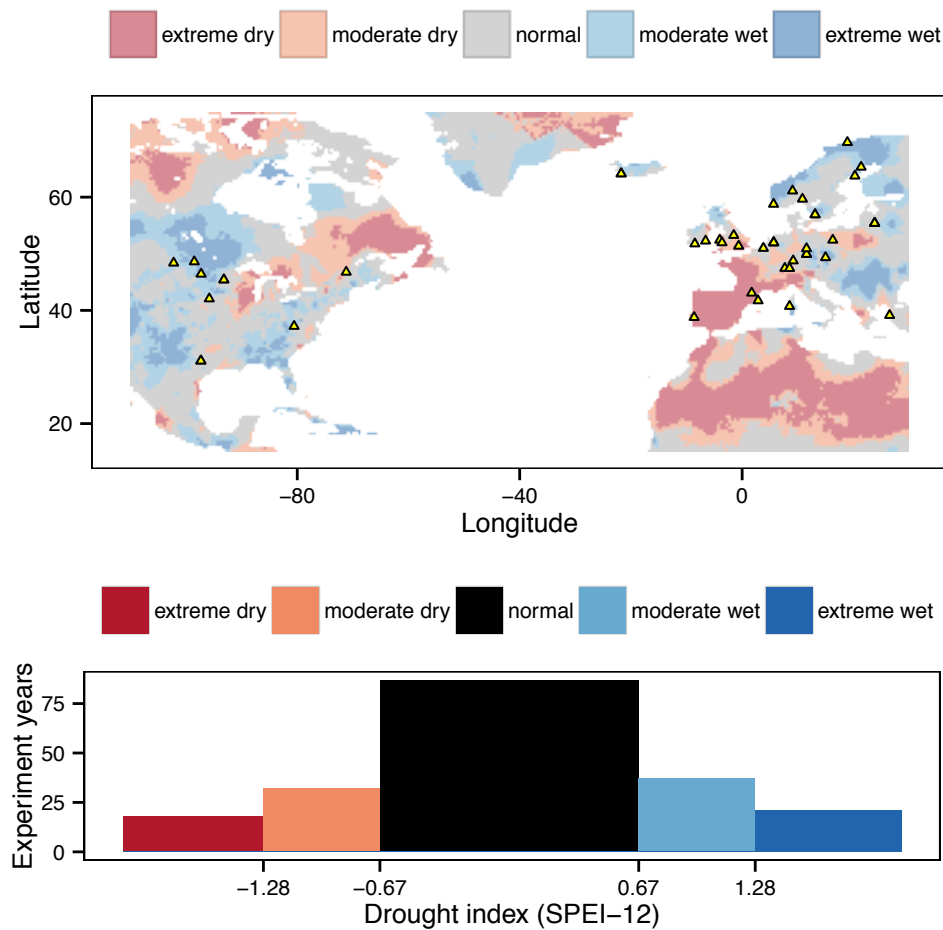 extreme dry moderate dry normal moderate wet extreme wet
60
40
20
Latitude
−80 −40 0
Longitude
extreme dry moderate dry normal moderate wet extreme wet
75
50
25
0
Experiment years
−1.28 −0.67 0.67 1.28
Drought index (SPEI−12)